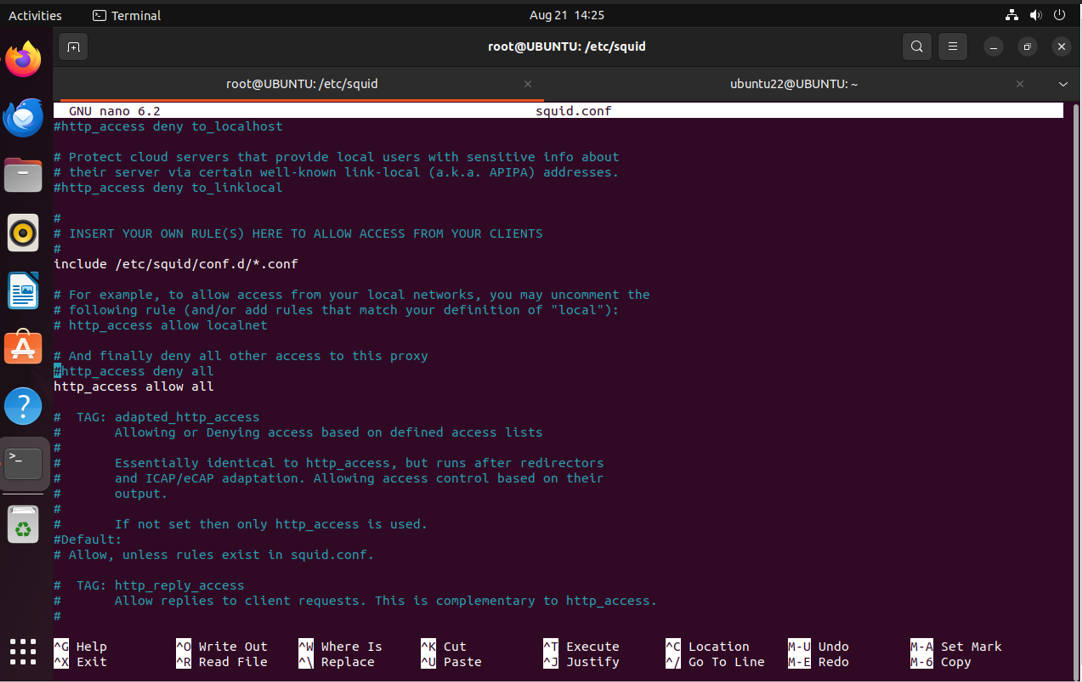 Activities Terminal Aug 21 14:25
root@UBUNTU: /etc/squid
root@UBUNTU: /etc/squid ubuntu22@UBUNTU: ~
GNU nano 6.2 squid.conf
#http_access deny to_localhost
# Protect cloud servers that provide local users with sensitive info about
# their server via certain well-known link-local (a.k.a. APIPA) addresses.
#http_access deny to_linklocal
#
# INSERT YOUR OWN RULE(S) HERE TO ALLOW ACCESS FROM YOUR CLIENTS
#
include /etc/squid/conf.d/*.conf
# For example, to allow access from your local networks, you may uncomment the
# following rule (and/or add rules that match your definition of "local"):
# http_access allow localnet
# And finally deny all other access to this proxy
#http_access deny all
http_access allow all
#  TAG: adapted_http_access
#       Allowing or Denying access based on defined access lists
#
#       Essentially identical to http_access, but runs after redirectors
#       and ICAP/eCAP adaptation. Allowing access control based on their
#       output.
#
#       If not set then only http_access is used.
#Default:
# Allow, unless rules exist in squid.conf.
#  TAG: http_reply_access
#       Allow replies to client requests. This is complementary to http_access.
#
^G Help ^O Write Out ^W Where Is ^K Cut ^T Execute ^C Location M-U Undo M-A Set Mark
^X Exit ^R Read File ^\ Replace ^U Paste ^J Justify ^/ Go To Line M-E Redo M-6 Copy